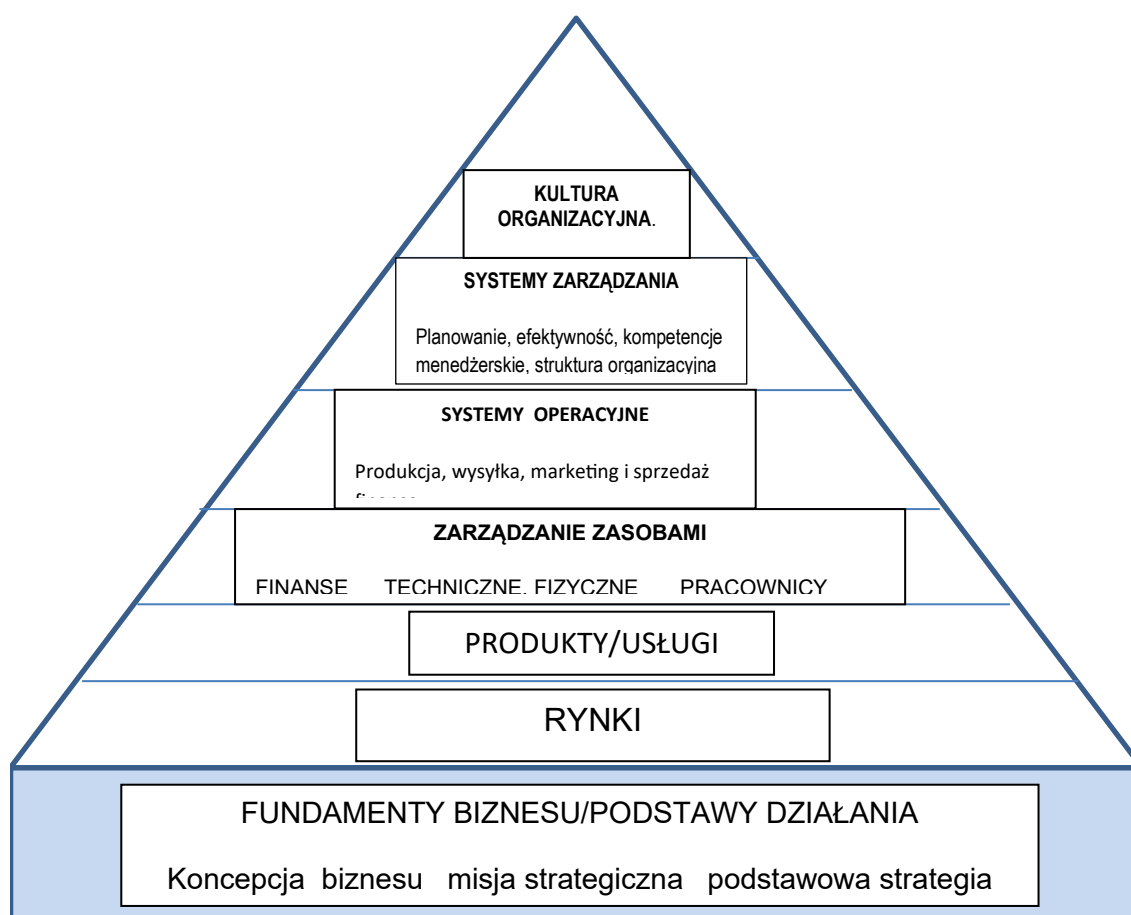 KULTURA
ORGANIZACYJNA.
SYSTEMY ZARZĄDZANIA
Planowanie, efektywność, kompetencje
menedżerskie, struktura organizacyjna
SYSTEMY OPERACYJNE
Produkcja, wysyłka, marketing i sprzedaż
ZARZĄDZANIE ZASOBAMI
FINANSE TECHNICZNE, FIZYCZNE PRACOWNICY
PRODUKTY/USŁUGI
RYNKI
FUNDAMENTY BIZNESU/PODSTAWY DZIAŁANIA
Koncepcja biznesu misja strategiczna podstawowa strategia